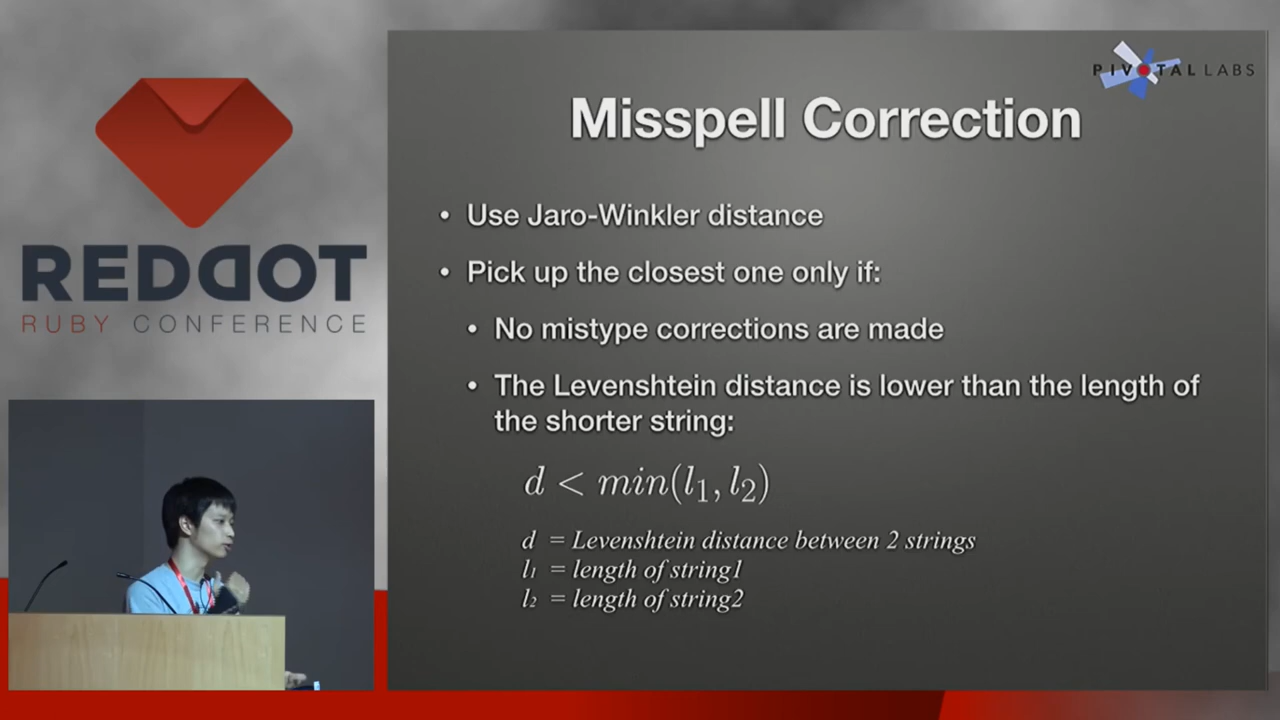 PIVOTAL LABS
Misspell Correction
• Use Jaro-Winkler distance
• Pick up the closest one only if:
• No mistype corrections are made
• The Levenshtein distance is lower than the length of
the shorter string:
d < min(l₁, l₂)
d = Levenshtein distance between 2 strings
l₁ = length of string1
l₂ = length of string2
REDDOT
RUBY CONFERENCE